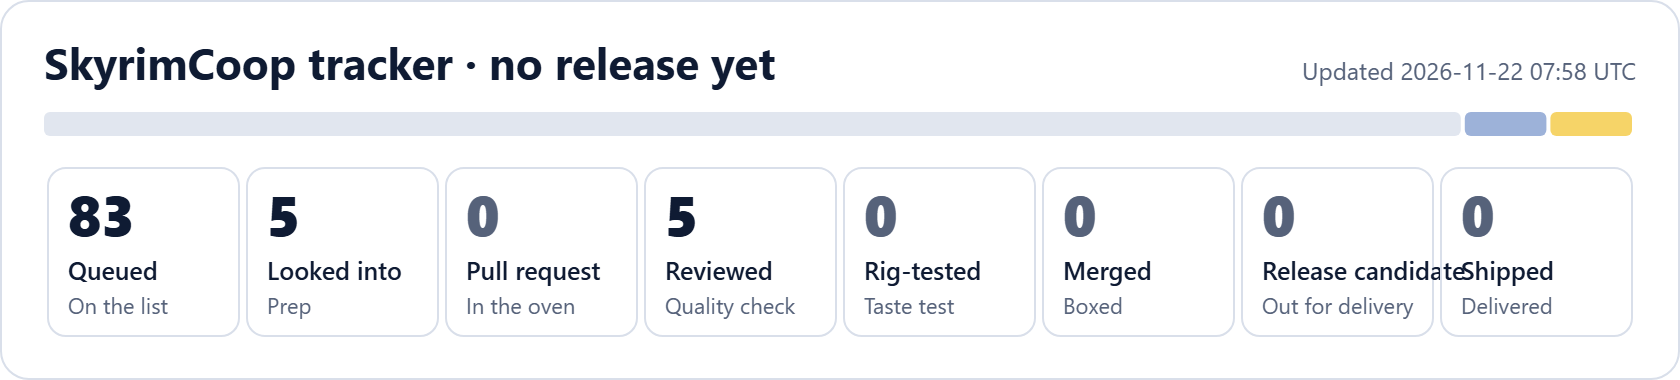 SkyrimCoop tracker · no release yet
Updated 2026-11-22 07:58 UTC
83
Queued
On the list
5
Looked into
Prep
0
Pull request
In the oven
5
Reviewed
Quality check
0
Rig-tested
Taste test
0
Merged
Boxed
0
Release candidate
Out for delivery
0
Shipped
Delivered